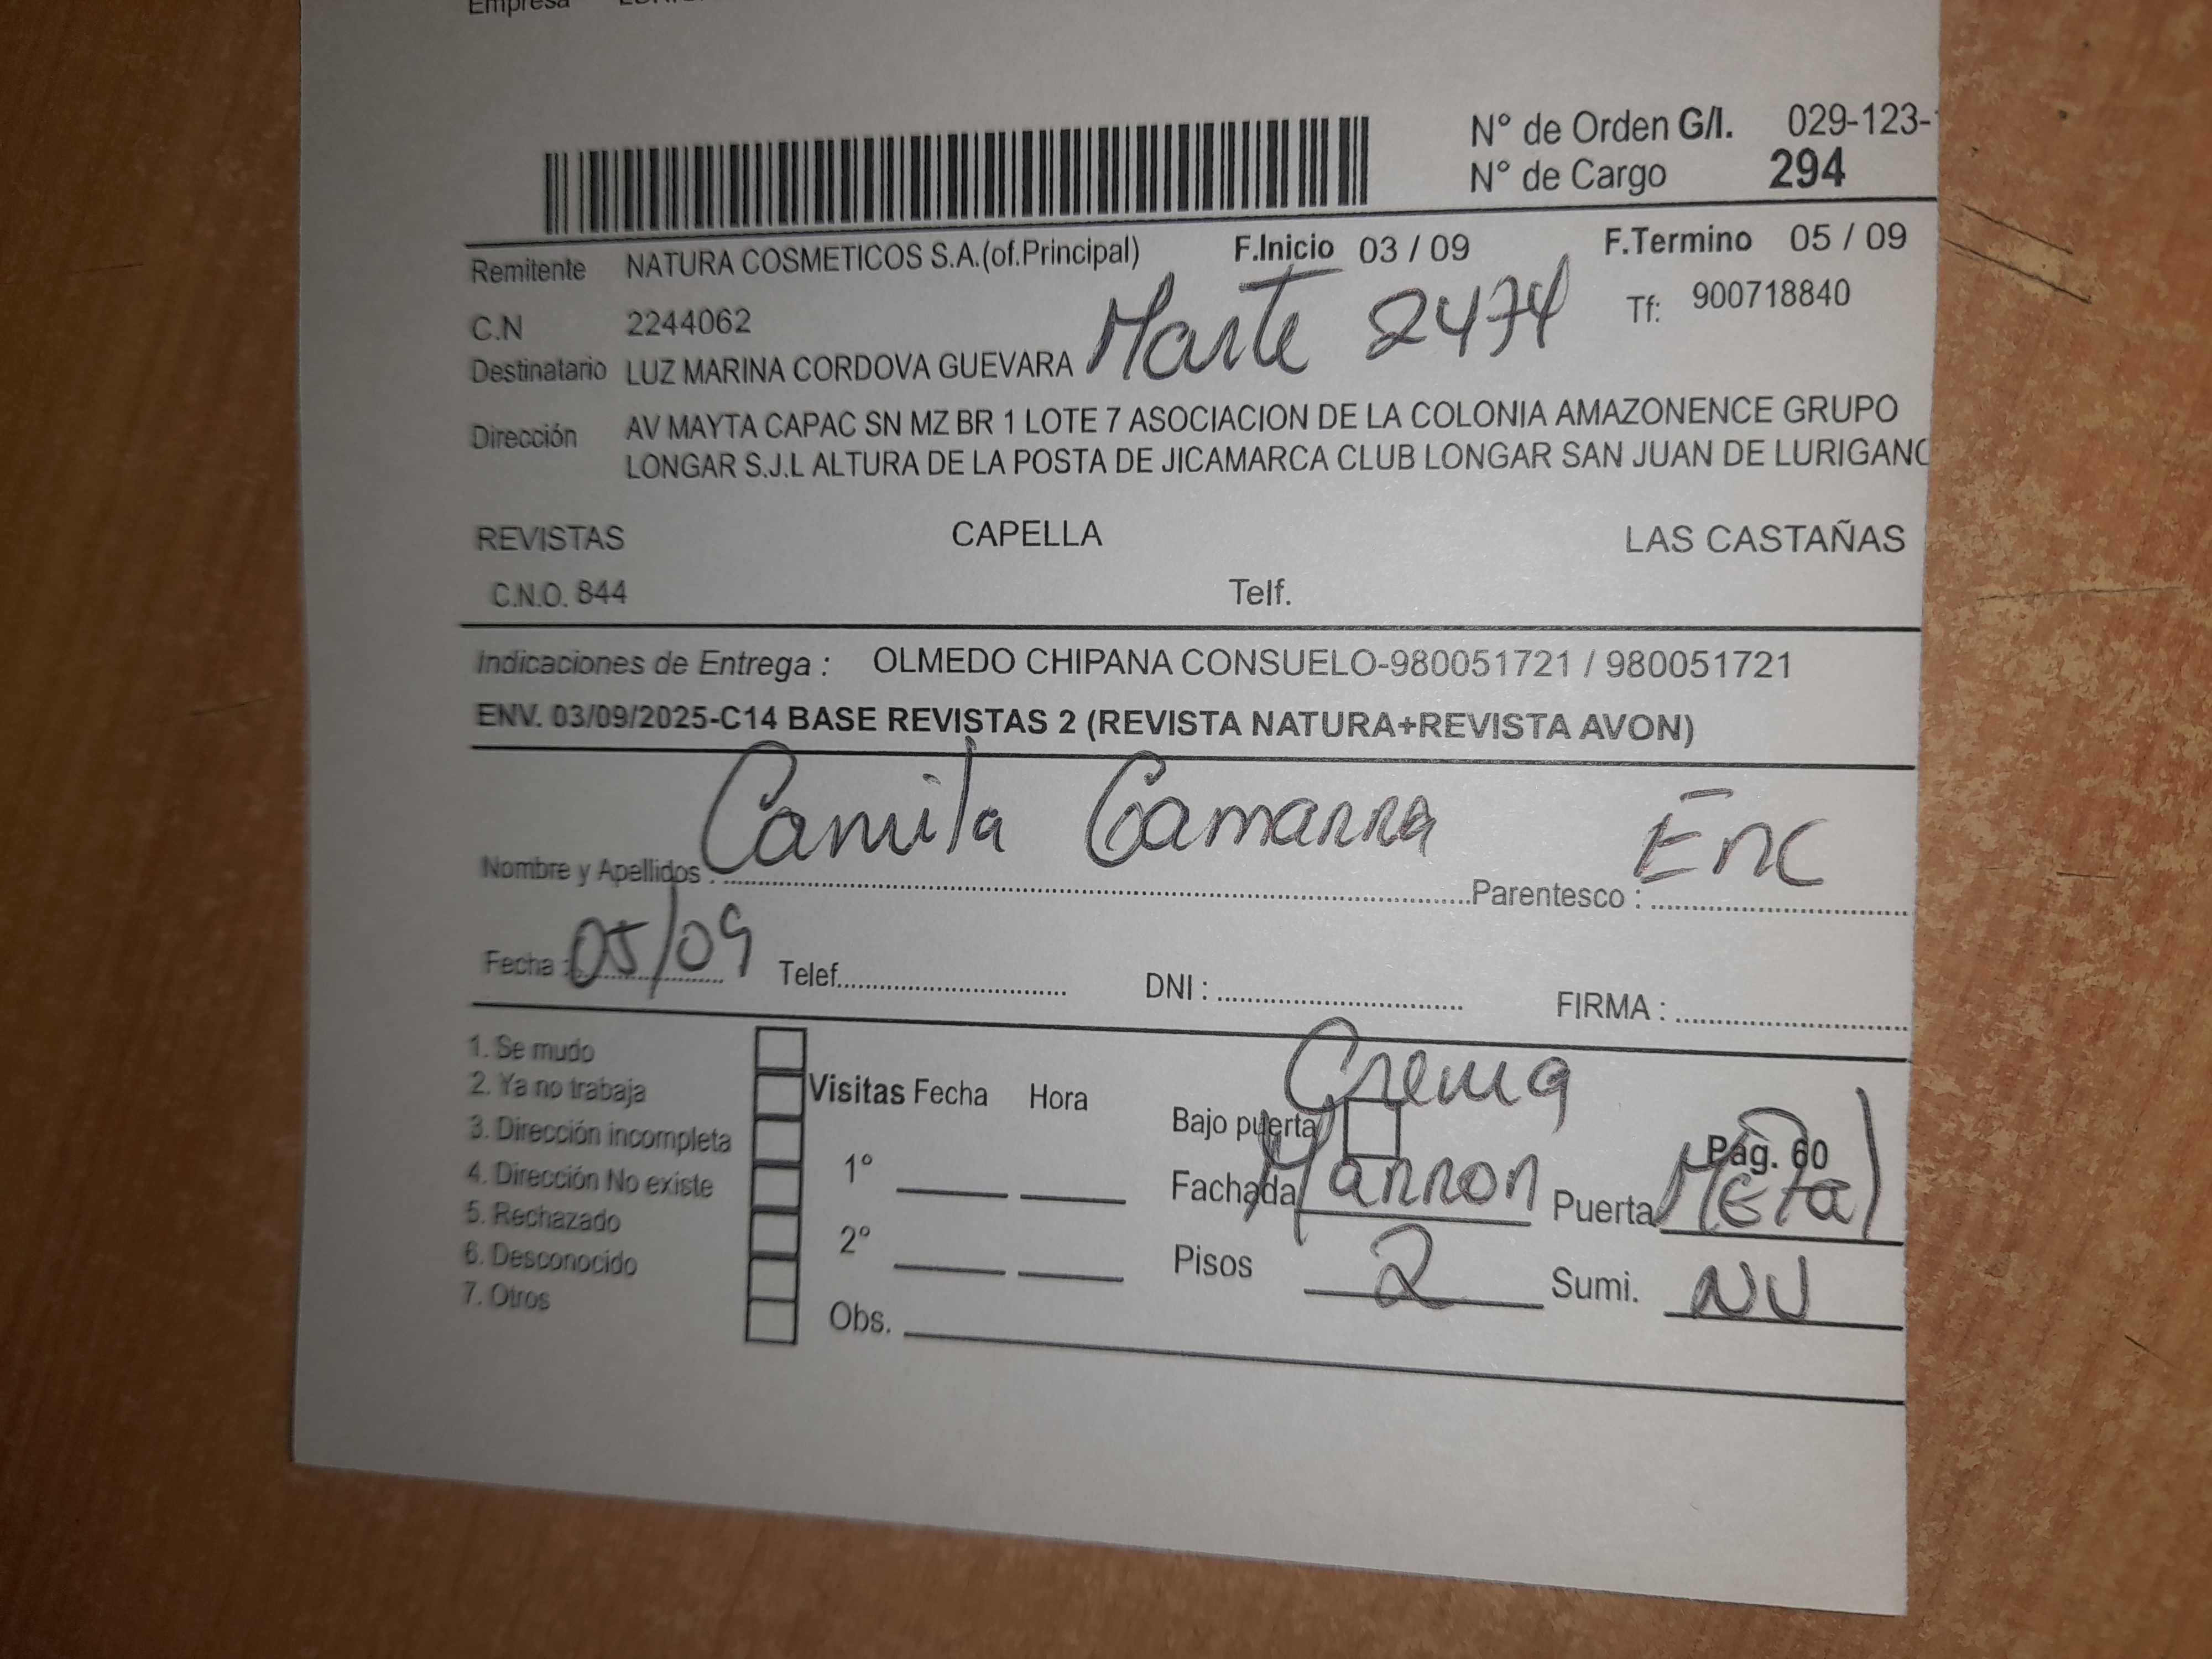 Empresa
N° de Orden G/I. 029-123-
N° de Cargo 294
Remitente NATURA COSMETICOS S.A.(of.Principal) F.Inicio 03 / 09 F.Termino 05 / 09
C.N 2244062 Marte 2474 Tf: 900718840
Destinatario LUZ MARINA CORDOVA GUEVARA
Dirección AV MAYTA CAPAC SN MZ BR 1 LOTE 7 ASOCIACION DE LA COLONIA AMAZONENCE GRUPO
LONGAR S.J.L ALTURA DE LA POSTA DE JICAMARCA CLUB LONGAR SAN JUAN DE LURIGANC
REVISTAS CAPELLA LAS CASTAÑAS
C.N.O. 844 Telf.
Indicaciones de Entrega : OLMEDO CHIPANA CONSUELO-980051721 / 980051721
ENV. 03/09/2025-C14 BASE REVISTAS 2 (REVISTA NATURA+REVISTA AVON)
Nombre y Apellidos : Camila Gamarra Parentesco : Enc
Fecha : 05/09 Telef. DNI : FIRMA :
1. Se mudo
2. Ya no trabaja
3. Dirección incompleta
4. Dirección No existe
5. Rechazado
6. Desconocido
7. Otros
Visitas Fecha Hora
1°
2°
Obs.
Crema
Bajo puerta Pág. 60
Fachada Marron Puerta Metal
Pisos 2 Sumi. NU